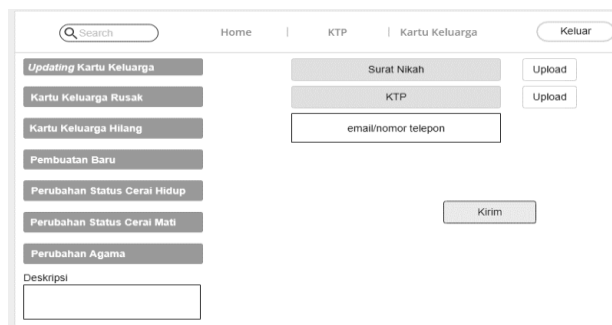 Search
Home | KTP | Kartu Keluarga
Keluar
Updating Kartu Keluarga
Kartu Keluarga Rusak
Kartu Keluarga Hilang
Pembuatan Baru
Perubahan Status Cerai Hidup
Perubahan Status Cerai Mati
Perubahan Agama
Deskripsi
Surat Nikah
Upload
KTP
Upload
email/nomor telepon
Kirim